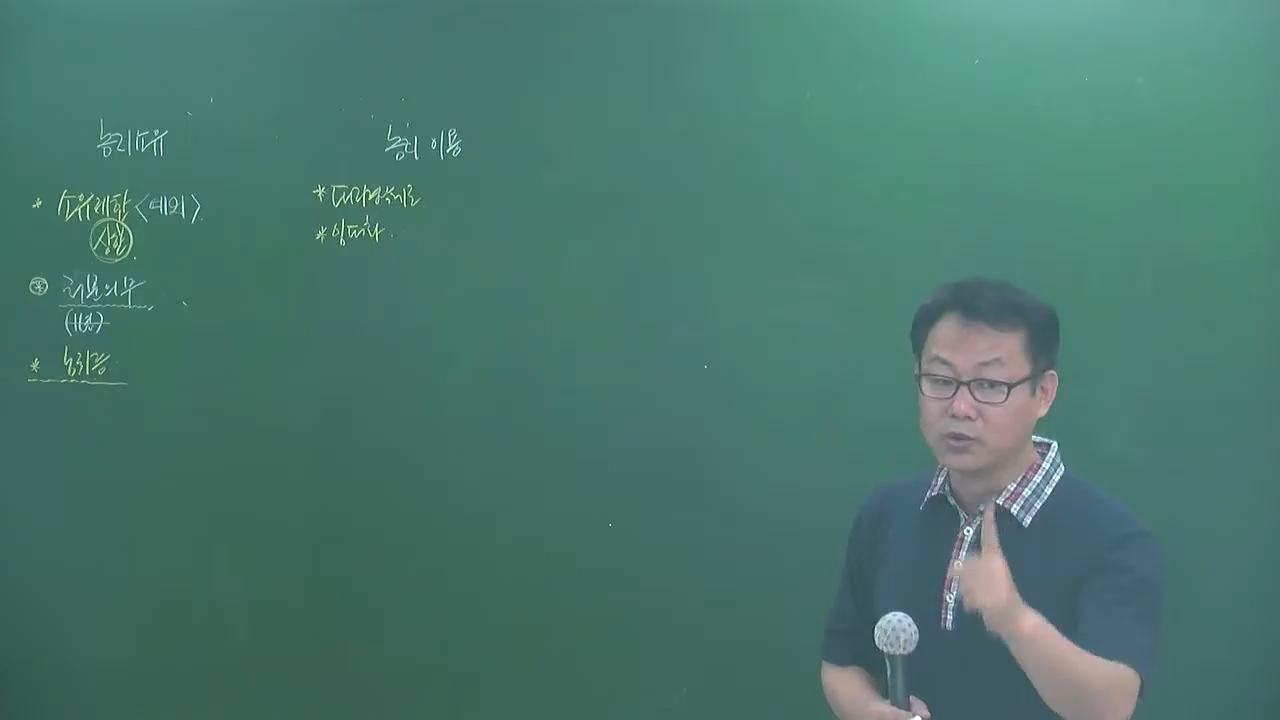 농지소유
* 소유제한 <예외>.
상한.
* 처분의무
(1년)
* 농취증
농지 이용
* 대리경작제도
* 임대차.